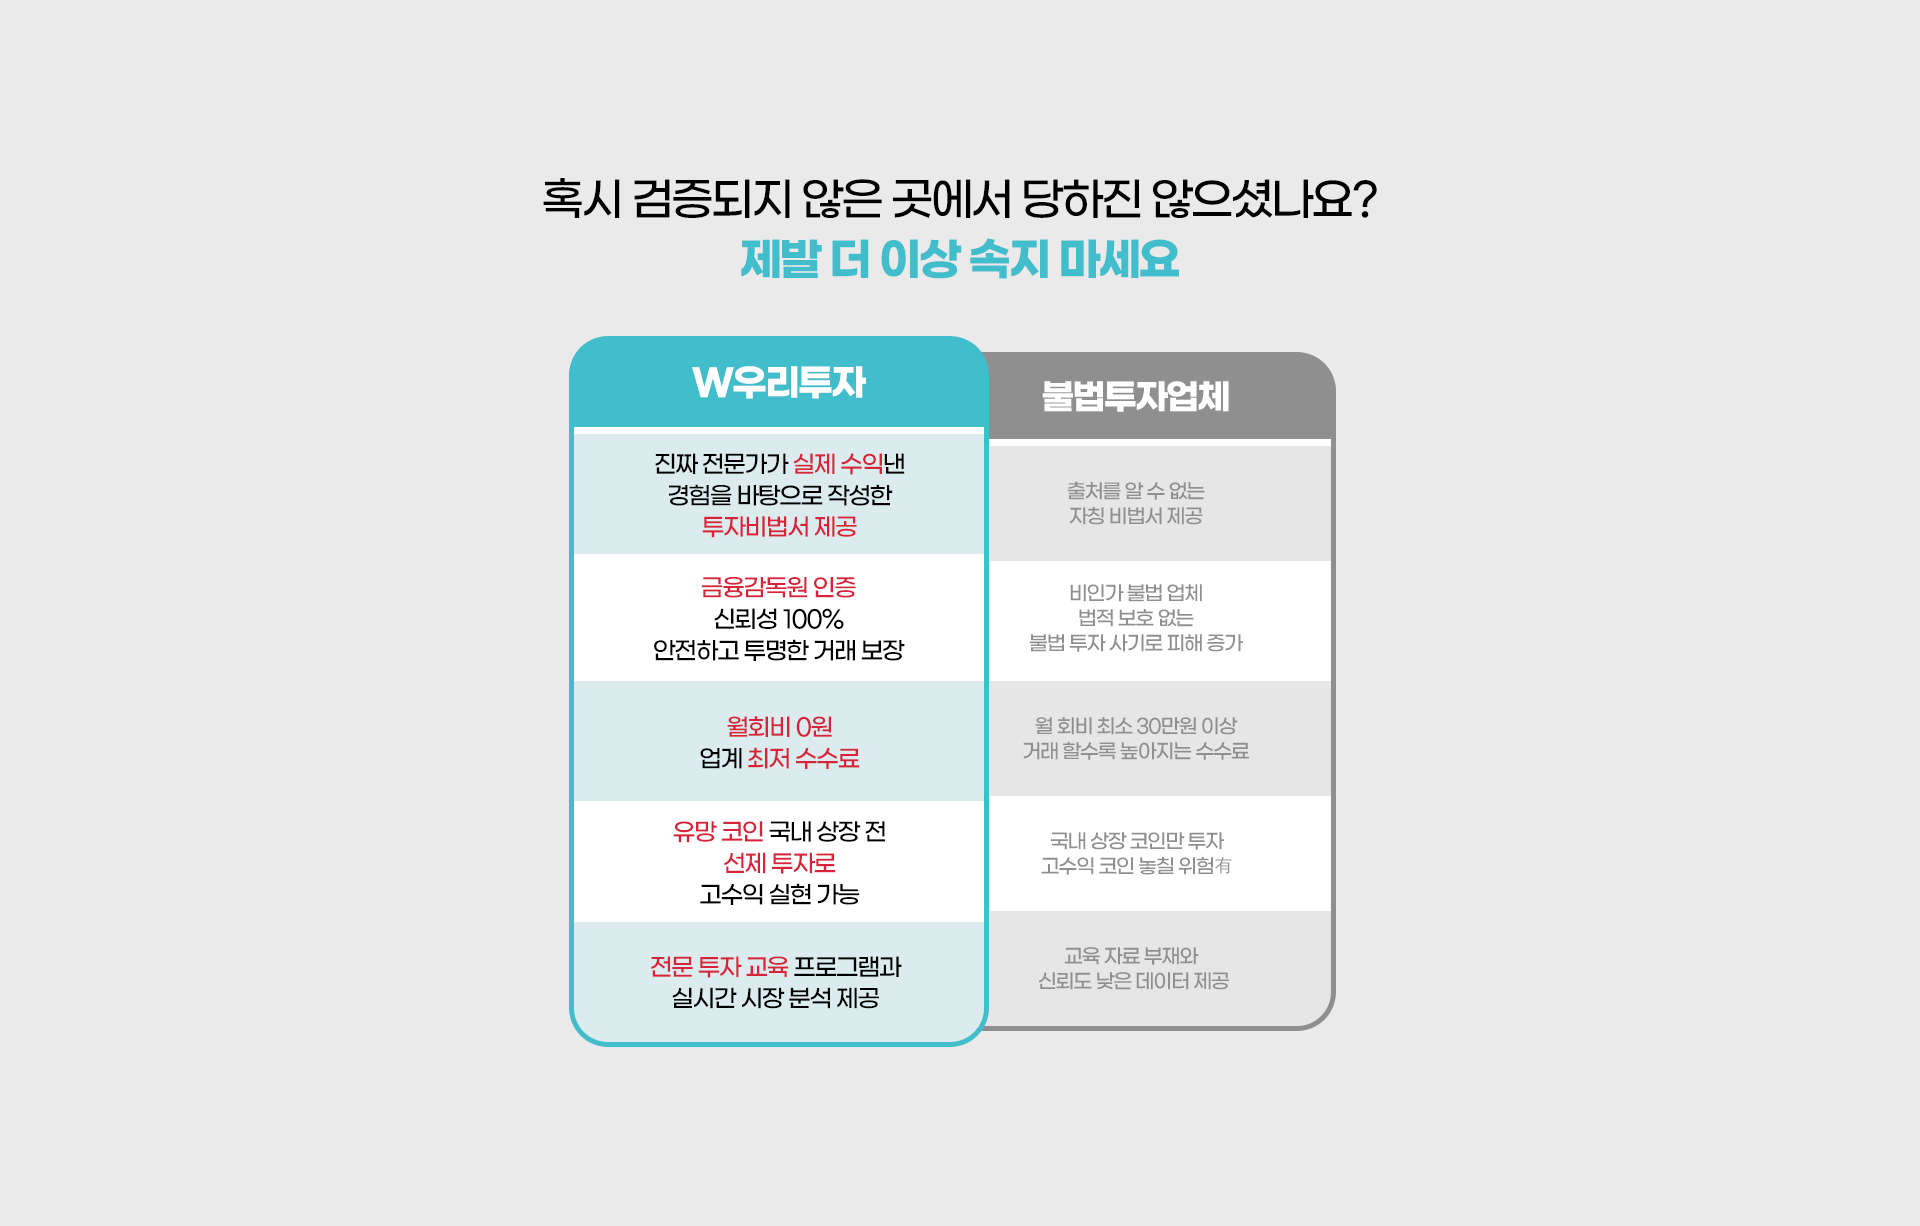 혹시 검증되지 않은 곳에서 당하진 않으셨나요?
제발 더 이상 속지 마세요
W우리투자
진짜 전문가가 실제 수익낸
경험을 바탕으로 작성한
투자비법서 제공
금융감독원 인증
신뢰성 100%
안전하고 투명한 거래 보장
월회비 0원
업계 최저 수수료
유망 코인 국내 상장 전
선제 투자로
고수익 실현 가능
전문 투자 교육 프로그램과
실시간 시장 분석 제공
불법투자업체
출처를 알 수 없는
자칭 비법서 제공
비인가 불법 업체
법적 보호 없는
불법 투자 사기로 피해 증가
월 회비 최소 30만원 이상
거래 할수록 높아지는 수수료
국내 상장 코인만 투자
고수익 코인 놓칠 위험有
교육 자료 부재와
신뢰도 낮은 데이터 제공